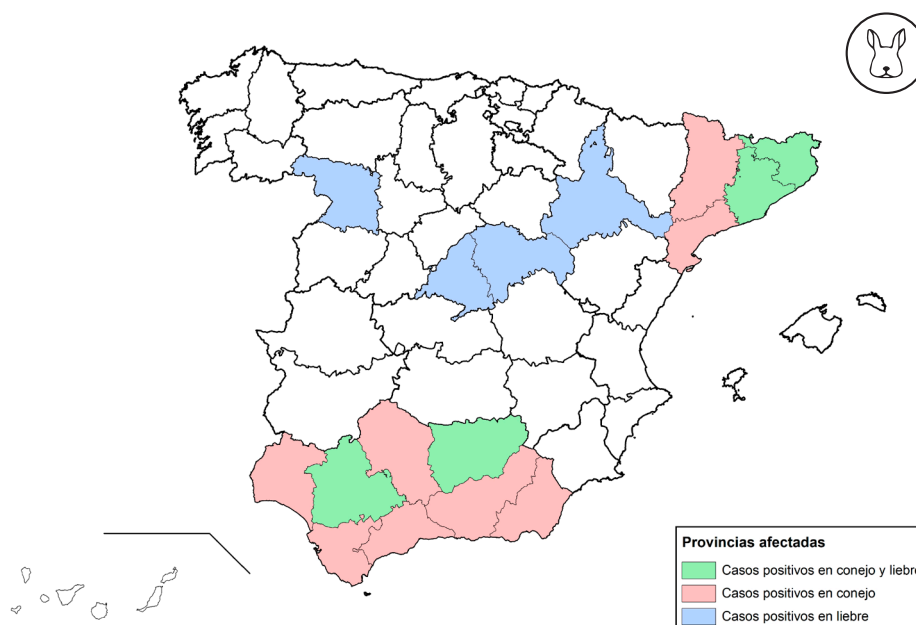 Provincias afectadas
Casos positivos en conejo y liebre
Casos positivos en conejo
Casos positivos en liebre